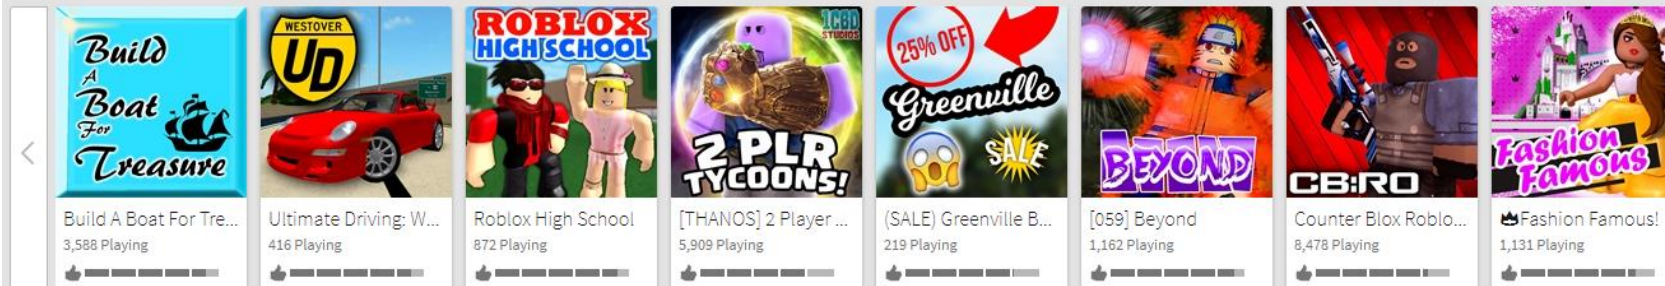 Build
A
Boat
For
Treasure
Build A Boat For Tre...
3,588 Playing
WESTOVER
UD
Ultimate Driving: W...
416 Playing
ROBLOX
HIGH SCHOOL
Roblox High School
872 Playing
1CBD
STUDIOS
2 PLR
TYCOONS!
[THANOS] 2 Player ...
5,909 Playing
25% OFF
Greenville
SALE
(SALE) Greenville B...
219 Playing
BEYOND
[059] Beyond
1,162 Playing
CB:RO
Counter Blox Roblo...
8,478 Playing
Fashion
Famous
Fashion Famous!
1,131 Playing